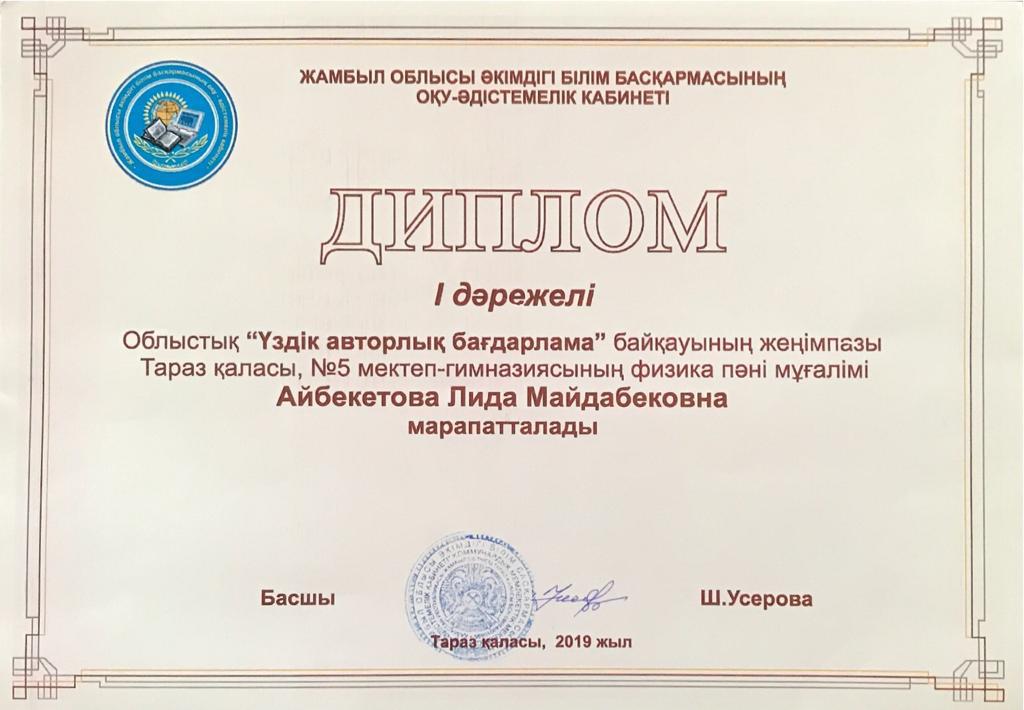 ЖАМБЫЛ ОБЛЫСЫ ӘКІМДІГІ БІЛІМ БАСҚАРМАСЫНЫҢ
ОҚУ-ӘДІСТЕМЕЛІК КАБИНЕТІ
ДИПЛОМ
І дәрежелі
Облыстық “Үздік авторлық бағдарлама” байқауының жеңімпазы
Тараз қаласы, №5 мектеп-гимназиясының физика пәні мұғалімі
Айбекетова Лида Майдабековна
марапатталады
Басшы
Ш.Усерова
Тараз қаласы, 2019 жыл